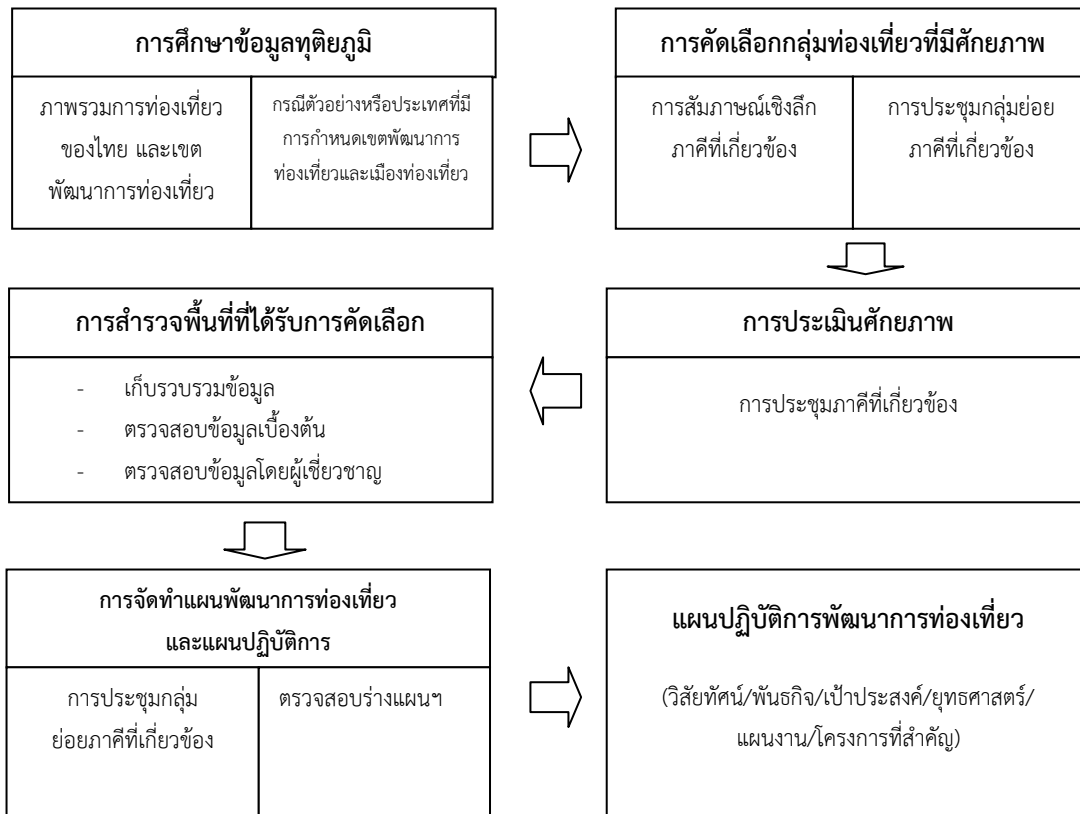 การศึกษาข้อมูลทุติยภูมิ
ภาพรวมการท่องเที่ยว
ของไทย และเขต
พัฒนาการท่องเที่ยว
กรณีตัวอย่างหรือประเทศที่มี
การกำหนดเขตพัฒนาการ
ท่องเที่ยวและเมืองท่องเที่ยว
การคัดเลือกกลุ่มท่องเที่ยวที่มีศักยภาพ
การสัมภาษณ์เชิงลึก
ภาคีที่เกี่ยวข้อง
การประชุมกลุ่มย่อย
ภาคีที่เกี่ยวข้อง
การประเมินศักยภาพ
การประชุมภาคีที่เกี่ยวข้อง
การสำรวจพื้นที่ที่ได้รับการคัดเลือก
- เก็บรวบรวมข้อมูล
- ตรวจสอบข้อมูลเบื้องต้น
- ตรวจสอบข้อมูลโดยผู้เชี่ยวชาญ
การจัดทำแผนพัฒนาการท่องเที่ยว
และแผนปฏิบัติการ
การประชุมกลุ่ม
ย่อยภาคีที่เกี่ยวข้อง
ตรวจสอบร่างแผนฯ
แผนปฏิบัติการพัฒนาการท่องเที่ยว
(วิสัยทัศน์/พันธกิจ/เป้าประสงค์/ยุทธศาสตร์/
แผนงาน/โครงการที่สำคัญ)